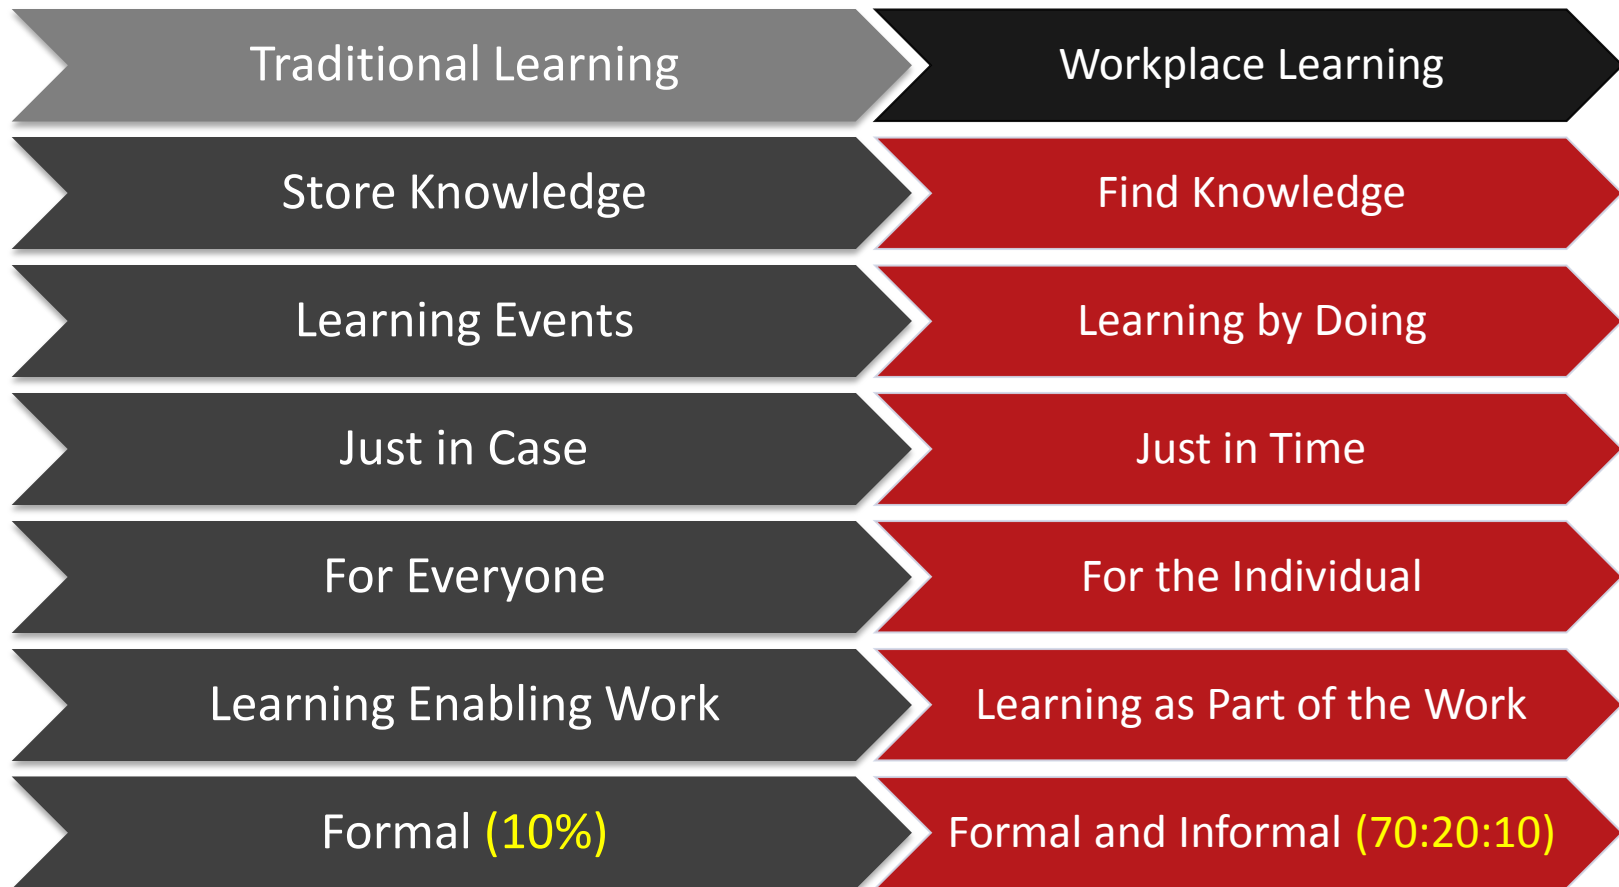 Traditional Learning
Workplace Learning
Store Knowledge
Find Knowledge
Learning Events
Learning by Doing
Just in Case
Just in Time
For Everyone
For the Individual
Learning Enabling Work
Learning as Part of the Work
Formal (10%)
Formal and Informal (70:20:10)